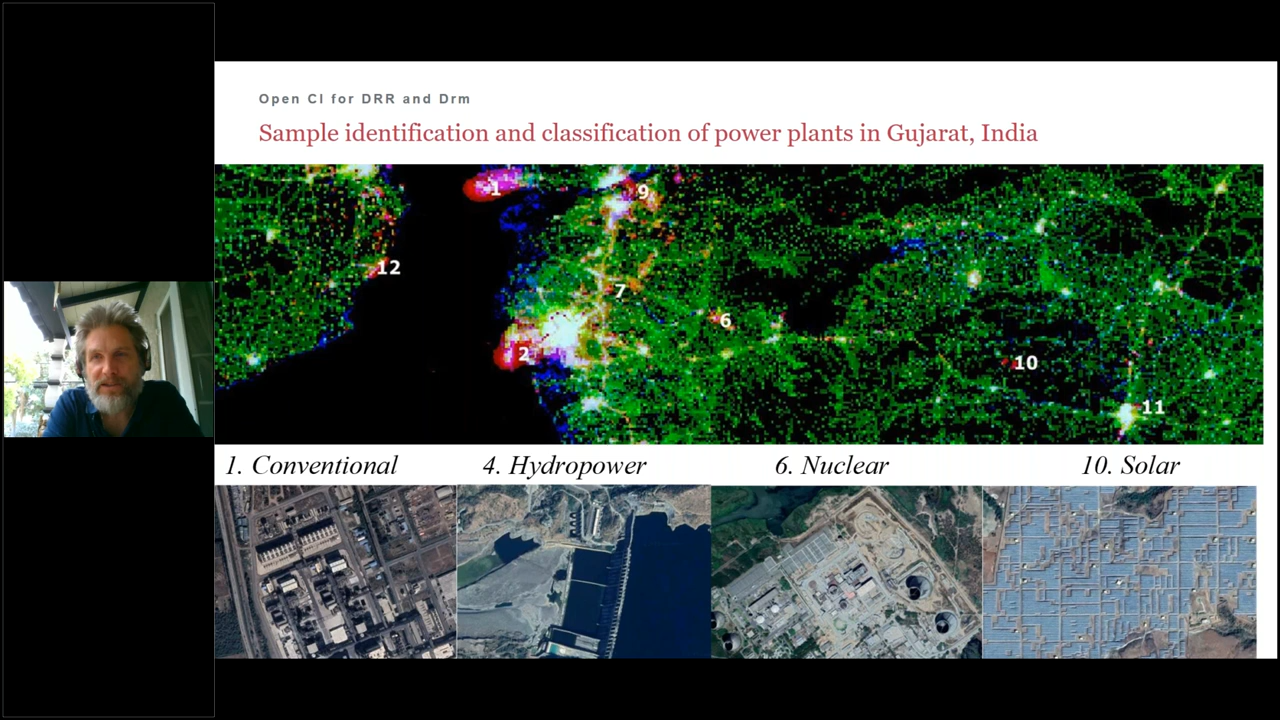 Open CI for DRR and Drm
Sample identification and classification of power plants in Gujarat, India
1
9
12
7
6
2
10
11
1. Conventional 4. Hydropower 6. Nuclear 10. Solar